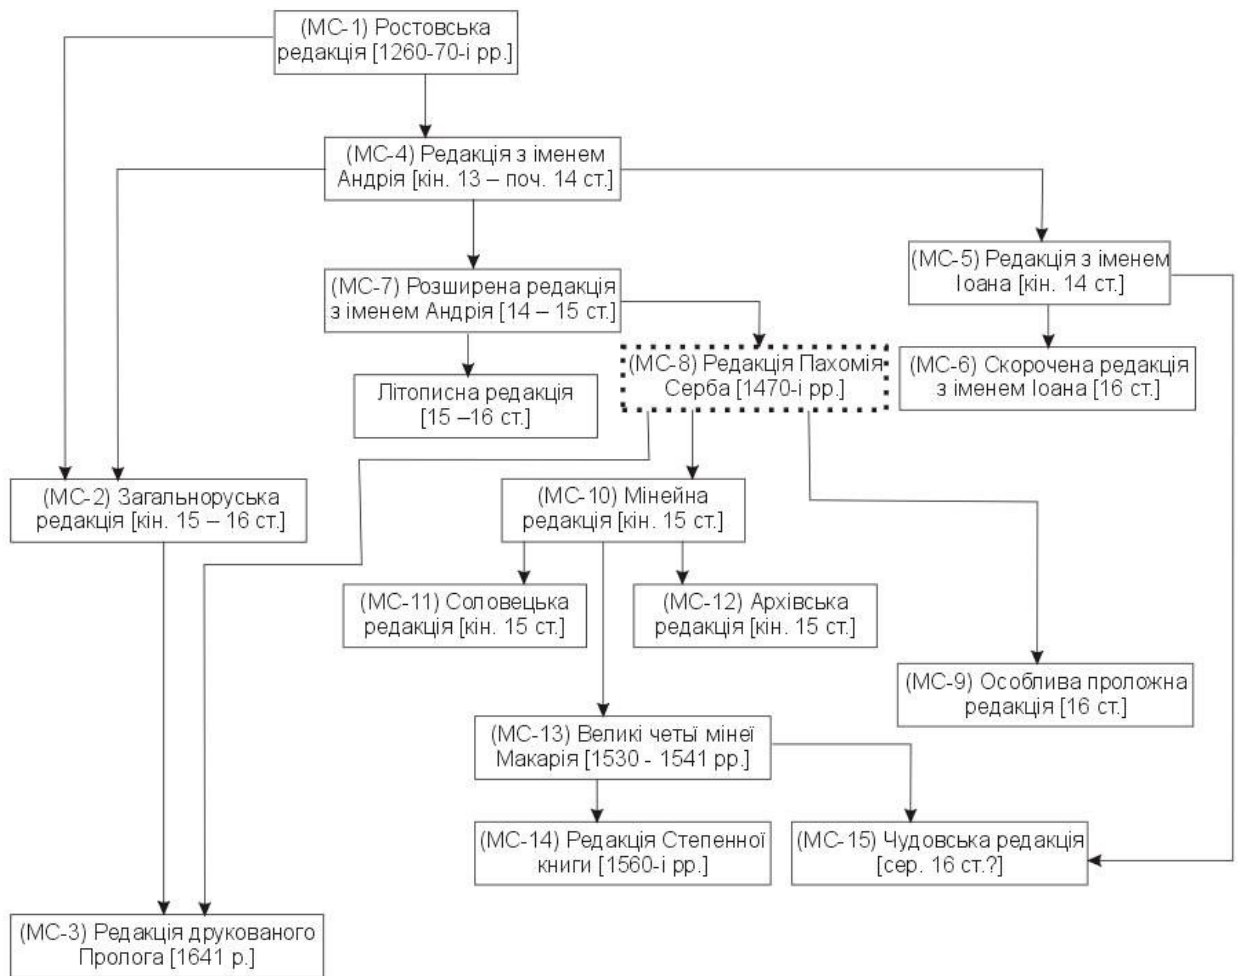 (МС-1) Ростовська
редакція [1260-70-і рр.]
(МС-4) Редакція з іменем
Андрія [кін. 13 – поч. 14 ст.]
(МС-5) Редакція з іменем
Іоана [кін. 14 ст.]
(МС-7) Розширена редакція
з іменем Андрія [14 – 15 ст.]
(МС-8) Редакція Пахомія
Серба [1470-і рр.]
(МС-6) Скорочена редакція
з іменем Іоана [16 ст.]
Літописна редакція
[15 –16 ст.]
(МС-2) Загальноруська
редакція [кін. 15 – 16 ст.]
(МС-10) Мінейна
редакція [кін. 15 ст.]
(МС-11) Соловецька
редакція [кін. 15 ст.]
(МС-12) Архівська
редакція [кін. 15 ст.]
(МС-9) Особлива проложна
редакція [16 ст.]
(МС-13) Великі четьї мінеї
Макарія [1530 - 1541 рр.]
(МС-14) Редакція Степенної
книги [1560-і рр.]
(МС-15) Чудовська редакція
[сер. 16 ст.?]
(МС-3) Редакція друкованого
Пролога [1641 р.]